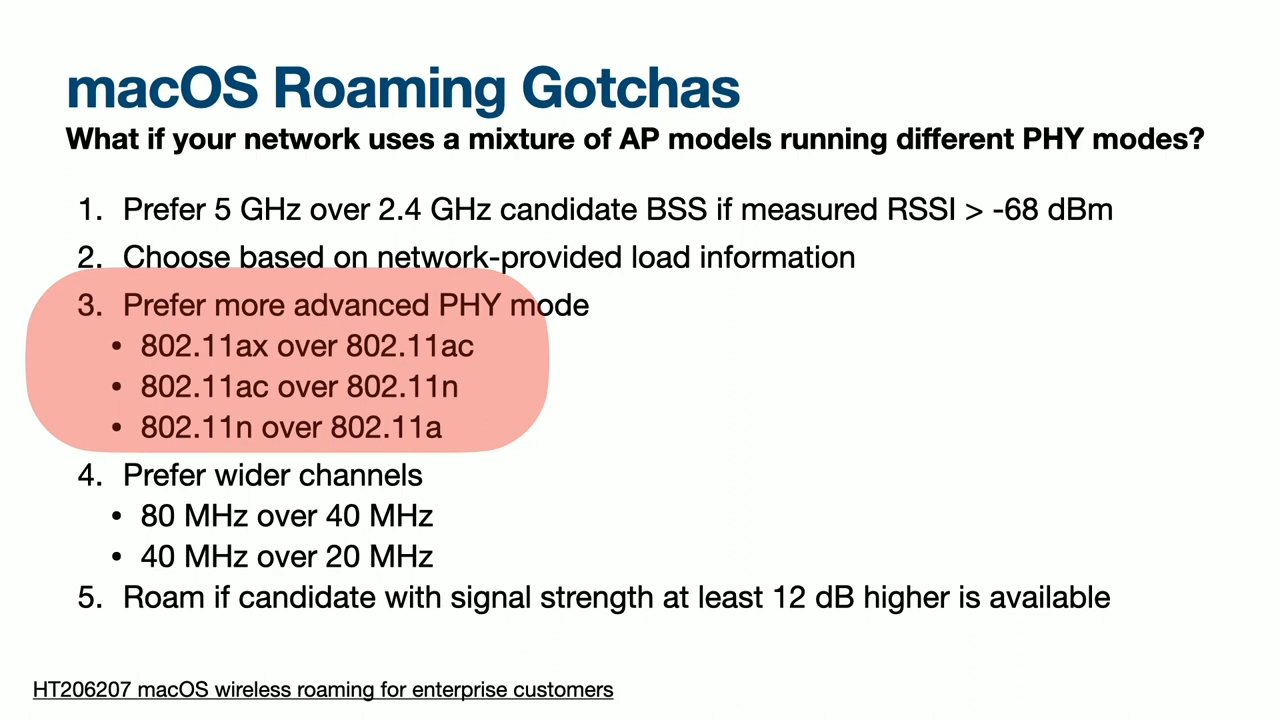 macOS Roaming Gotchas
What if your network uses a mixture of AP models running different PHY modes?
1. Prefer 5 GHz over 2.4 GHz candidate BSS if measured RSSI > -68 dBm
2. Choose based on network-provided load information
3. Prefer more advanced PHY mode
• 802.11ax over 802.11ac
• 802.11ac over 802.11n
• 802.11n over 802.11a
4. Prefer wider channels
• 80 MHz over 40 MHz
• 40 MHz over 20 MHz
5. Roam if candidate with signal strength at least 12 dB higher is available
HT206207 macOS wireless roaming for enterprise customers